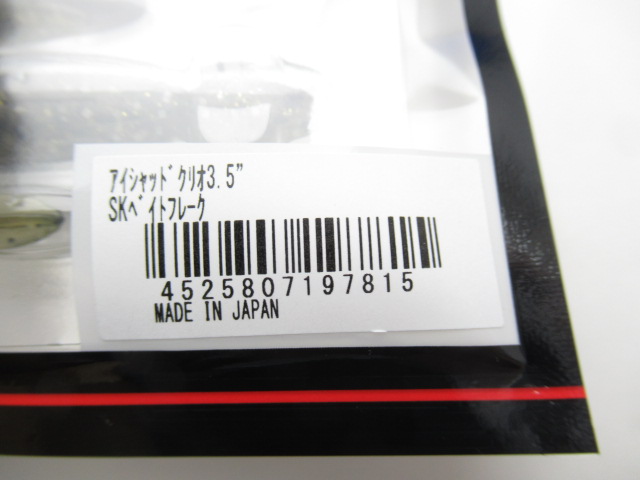 ｱｲｼｬｯﾄﾞｸﾘｵ3.5"
SKﾍﾞｲﾄﾌﾚｰｸ
4525807197815
MADE IN JAPAN